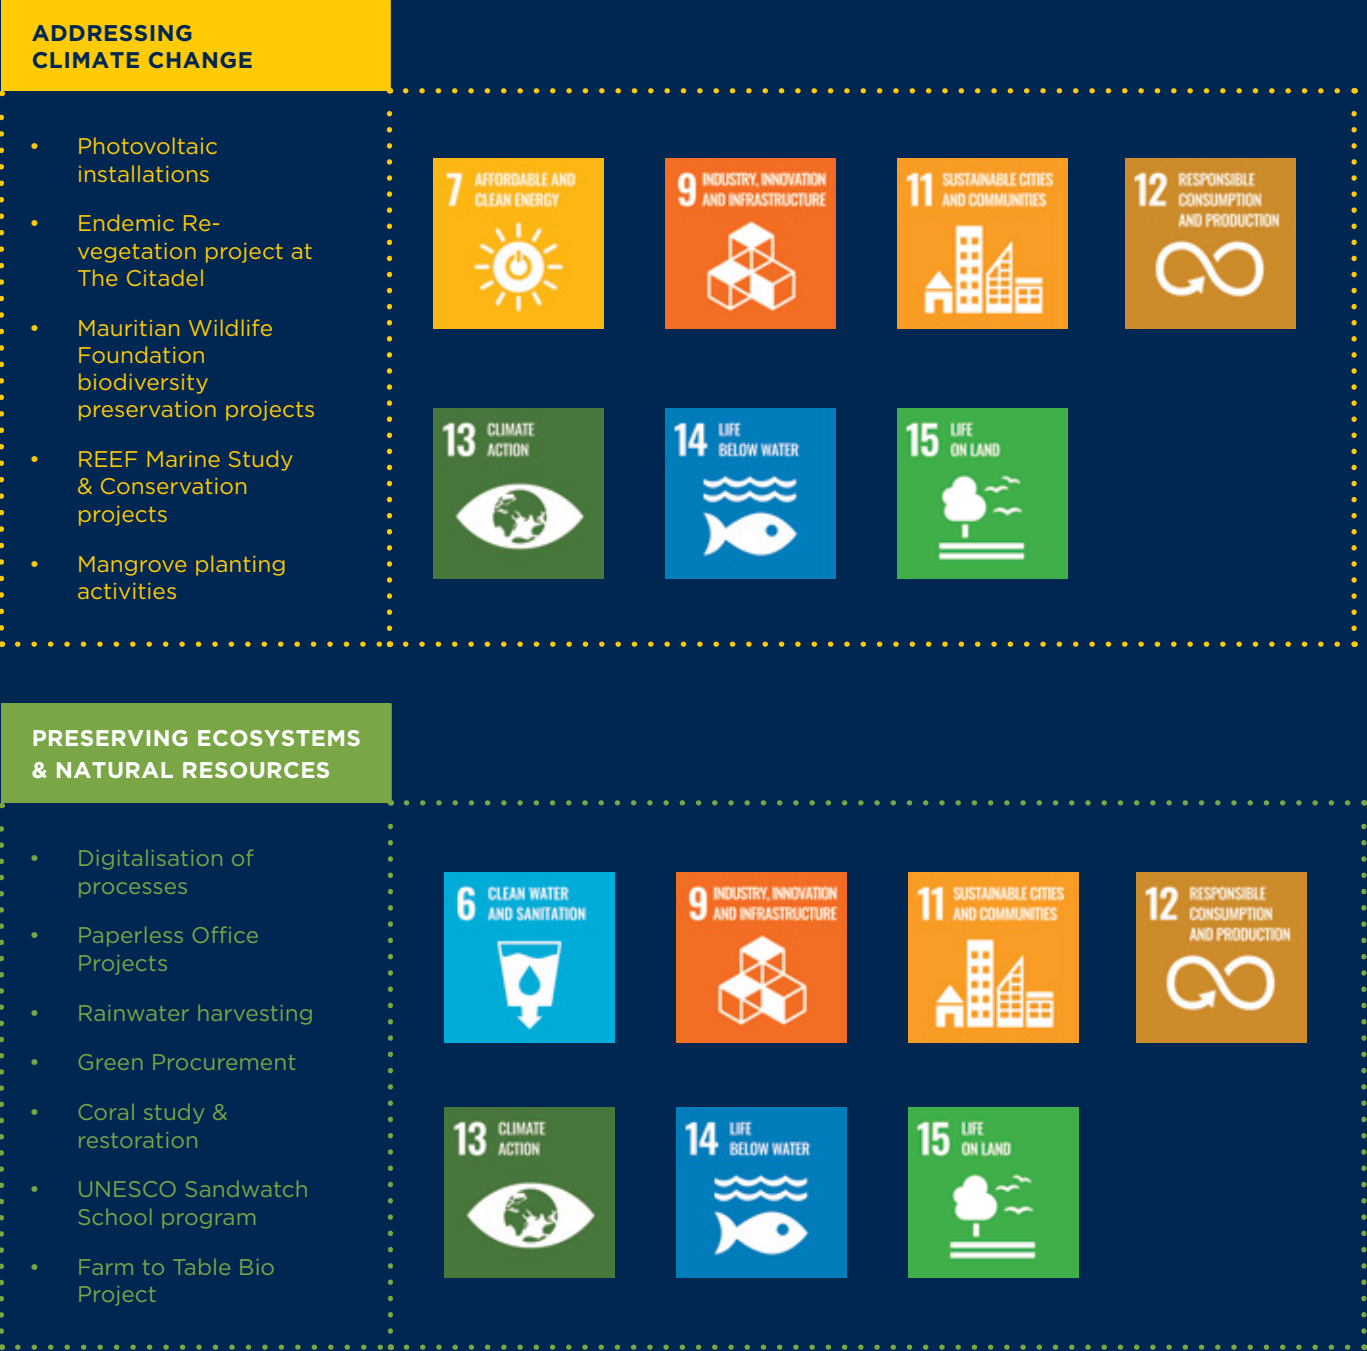 ADDRESSING
CLIMATE CHANGE
• Photovoltaic
installations
• Endemic Re-
vegetation project at
The Citadel
• Mauritian Wildlife
Foundation
biodiversity
preservation projects
• REEF Marine Study
& Conservation
projects
• Mangrove planting
activities
7 AFFORDABLE AND
CLEAN ENERGY
9 INDUSTRY, INNOVATION
AND INFRASTRUCTURE
11 SUSTAINABLE CITIES
AND COMMUNITIES
12 RESPONSIBLE
CONSUMPTION
AND PRODUCTION
13 CLIMATE
ACTION
14 LIFE
BELOW WATER
15 LIFE
ON LAND
PRESERVING ECOSYSTEMS
& NATURAL RESOURCES
• Digitalisation of
processes
• Paperless Office
Projects
• Rainwater harvesting
• Green Procurement
• Coral study &
restoration
• UNESCO Sandwatch
School program
• Farm to Table Bio
Project
6 CLEAN WATER
AND SANITATION
9 INDUSTRY, INNOVATION
AND INFRASTRUCTURE
11 SUSTAINABLE CITIES
AND COMMUNITIES
12 RESPONSIBLE
CONSUMPTION
AND PRODUCTION
13 CLIMATE
ACTION
14 LIFE
BELOW WATER
15 LIFE
ON LAND